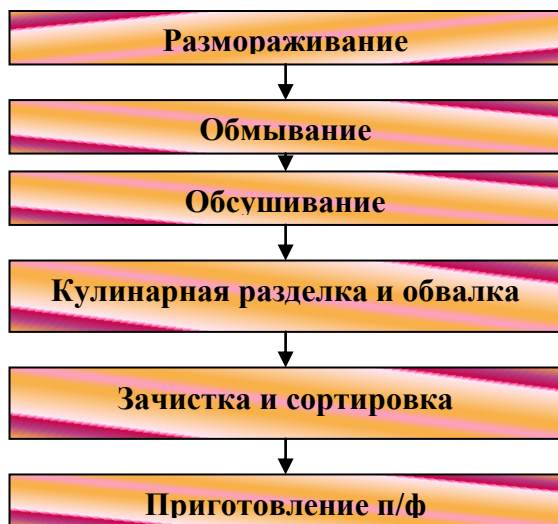 Размораживание
Обмывание
Обсушивание
Кулинарная разделка и обвалка
Зачистка и сортировка
Приготовление п/ф